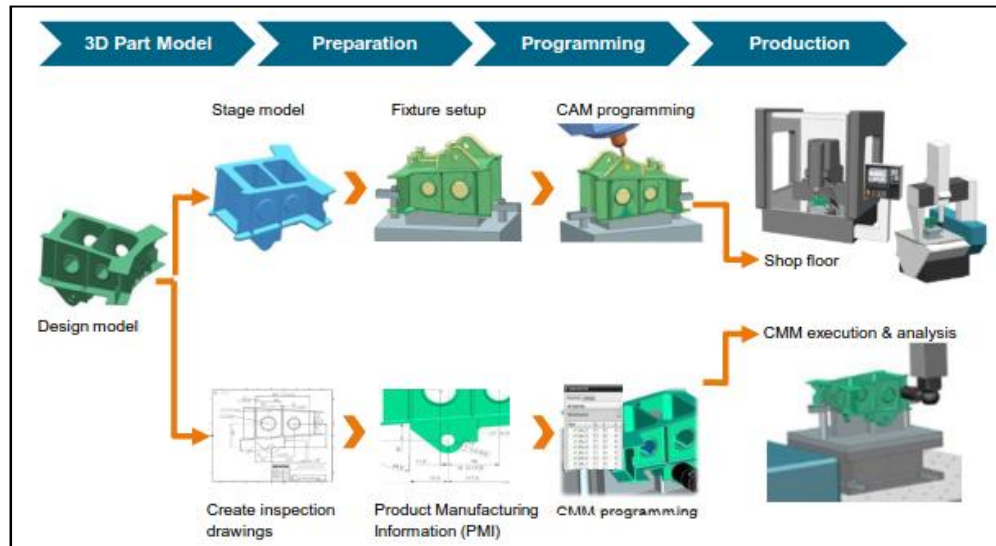 3D Part Model
Preparation
Programming
Production
Stage model
Fixture setup
CAM programming
Shop floor
Design model
CMM execution & analysis
Create inspection
drawings
Product Manufacturing
Information (PMI)
CMM programming